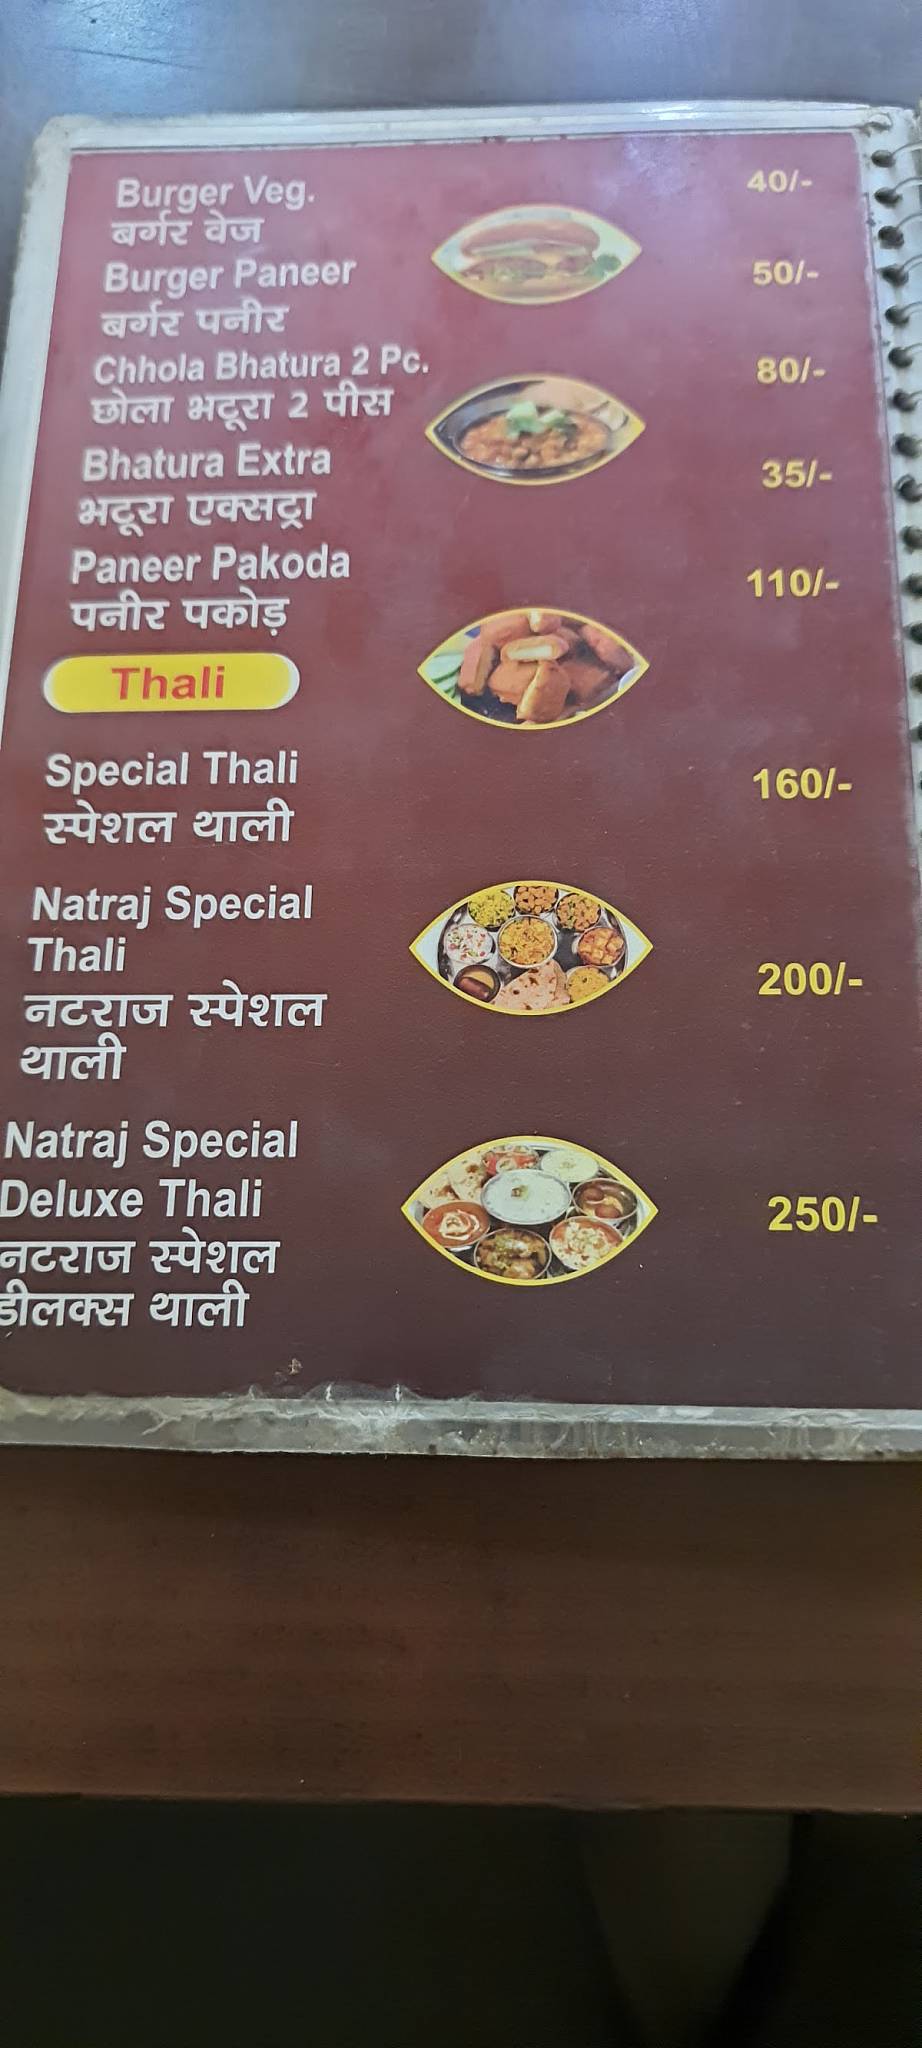 Burger Veg. 40/-
बर्गर वेज
Burger Paneer 50/-
बर्गर पनीर
Chhola Bhatura 2 Pc. 80/-
छोला भटूरा 2 पीस
Bhatura Extra 35/-
भटूरा एक्सट्रा
Paneer Pakoda 110/-
पनीर पकोड़
Thali
Special Thali 160/-
स्पेशल थाली
Natraj Special
Thali 200/-
नटराज स्पेशल
थाली
Natraj Special
Deluxe Thali 250/-
नटराज स्पेशल
डीलक्स थाली